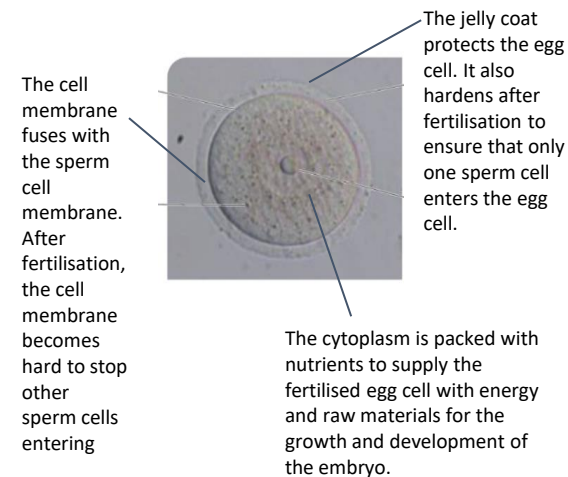 The jelly coat
protects the egg
cell. It also
hardens after
fertilisation to
ensure that only
one sperm cell
enters the egg
cell.
The cell
membrane
fuses with
the sperm
cell
membrane.
After
fertilisation,
the cell
membrane
becomes
hard to stop
other
sperm cells
entering
The cytoplasm is packed with
nutrients to supply the
fertilised egg cell with energy
and raw materials for the
growth and development of
the embryo.